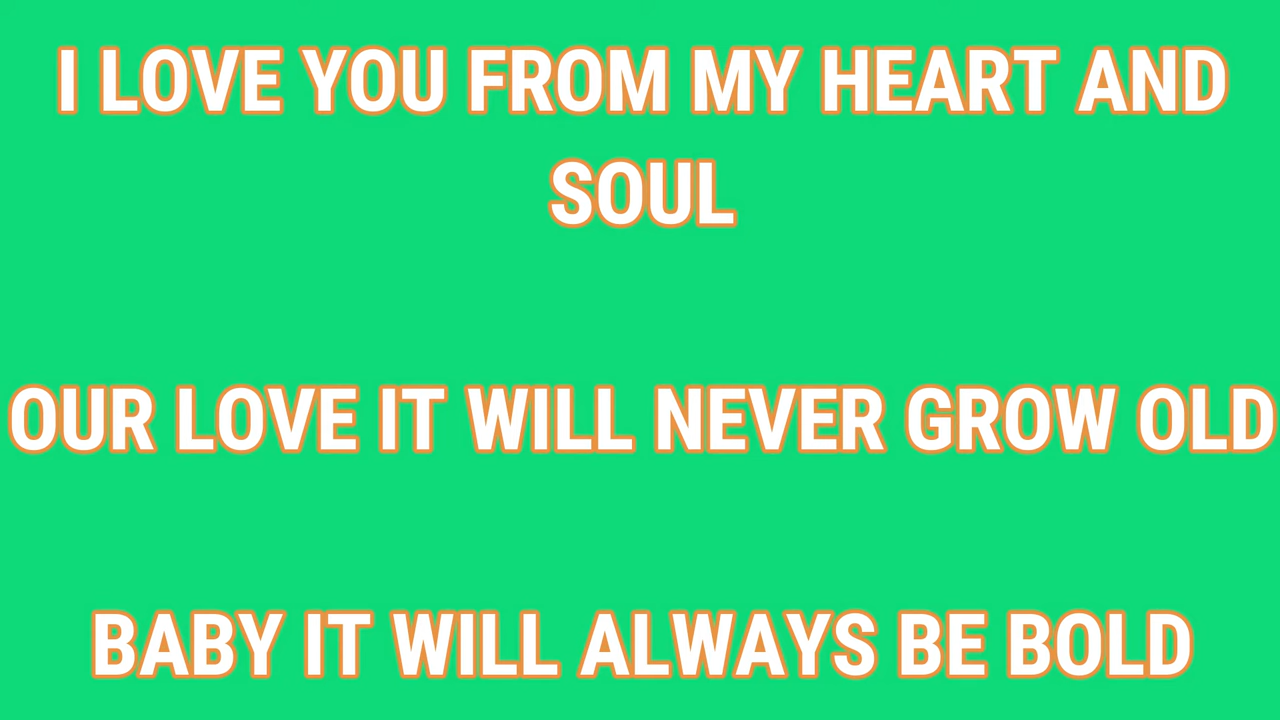 I LOVE YOU FROM MY HEART AND
SOUL
OUR LOVE IT WILL NEVER GROW OLD
BABY IT WILL ALWAYS BE BOLD